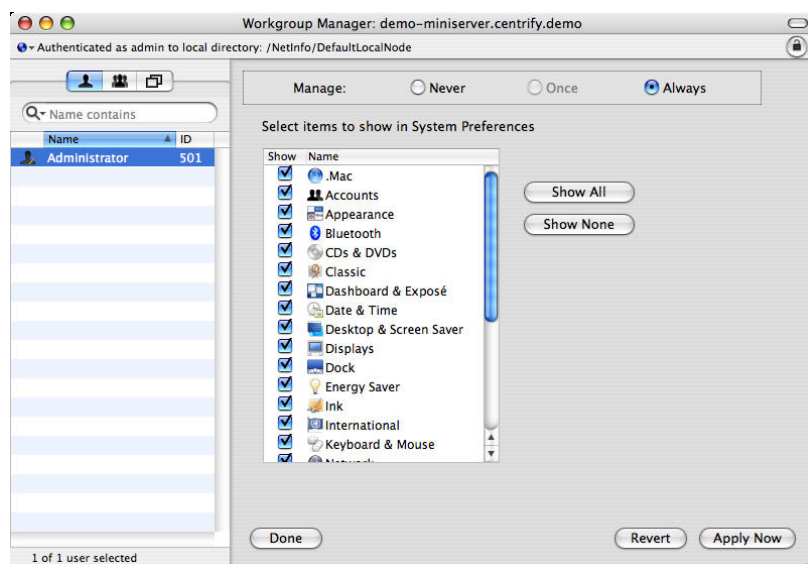 Workgroup Manager: demo-miniserver.centrify.demo
Authenticated as admin to local directory: /NetInfo/DefaultLocalNode
Name contains
Name ID
Administrator 501
1 of 1 user selected
Manage: Never Once Always
Select items to show in System Preferences
Show Name
.Mac
Accounts
Appearance
Bluetooth
CDs & DVDs
Classic
Dashboard & Exposé
Date & Time
Desktop & Screen Saver
Displays
Dock
Energy Saver
Ink
International
Keyboard & Mouse
Network
Show All
Show None
Done
Revert
Apply Now